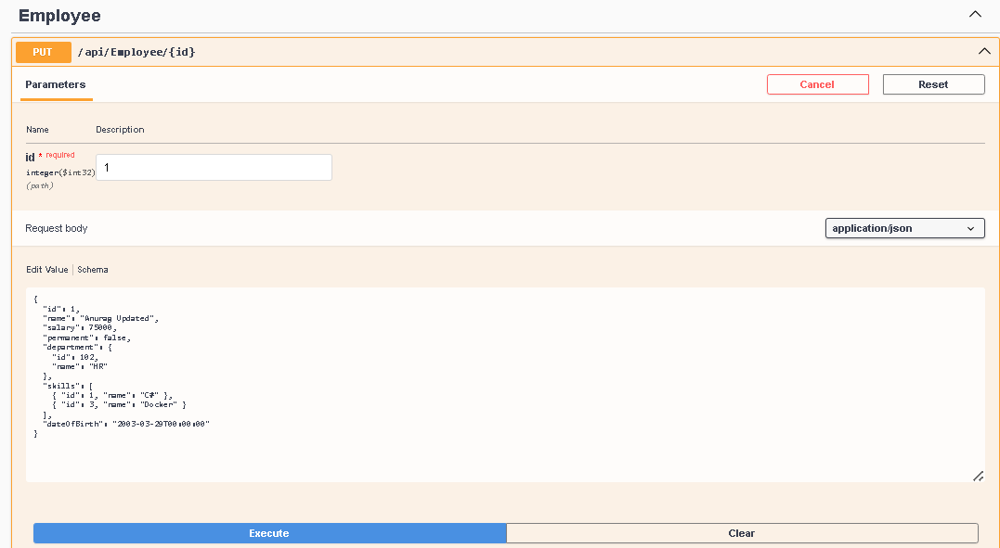 Employee
PUT /api/Employee/{id}
Parameters Cancel Reset
Name Description
id * required
integer($int32) 1
(path)
Request body application/json
Edit Value | Schema
{
"id": 1,
"name": "Anurag Updated",
"salary": 75000,
"permanent": false,
"department": {
"id": 102,
"name": "HR"
},
"skills": [
{ "id": 1, "name": "C#" },
{ "id": 3, "name": "Docker" }
],
"dateOfBirth": "2003-03-29T00:00:00"
}
Execute Clear